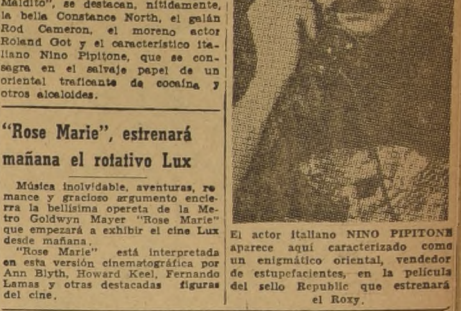 Maldito", se destacan, nítidamente,
la bella Constance North, el galán
Rod Cameron, el moreno actor
Roland Got y el característico ita-
liano Nino Pipitone, que se con-
sagra en el salvaje papel de un
oriental traficante de cocaína y
otros alcaloides.
"Rose Marie", estrenará
mañana el rotativo Lux
Música inolvidable, aventuras, ro
mance y gracioso argumento encie-
rra la bellísima opereta de la Me-
tro Goldwyn Mayer "Rose Marie"
que empezará a exhibir el cine Lux
desde mañana.
"Rose Marie" está interpretada
en esta versión cinematográfica por
Ann Blyth, Howard Keel, Fernando
Lamas y otras destacadas figuras
del cine.
El actor italiano NINO PIPITONE
aparece aquí caracterizado como
un enigmático oriental, vendedor
de estupefacientes, en la película
del sello Republic que estrenará
el Roxy.